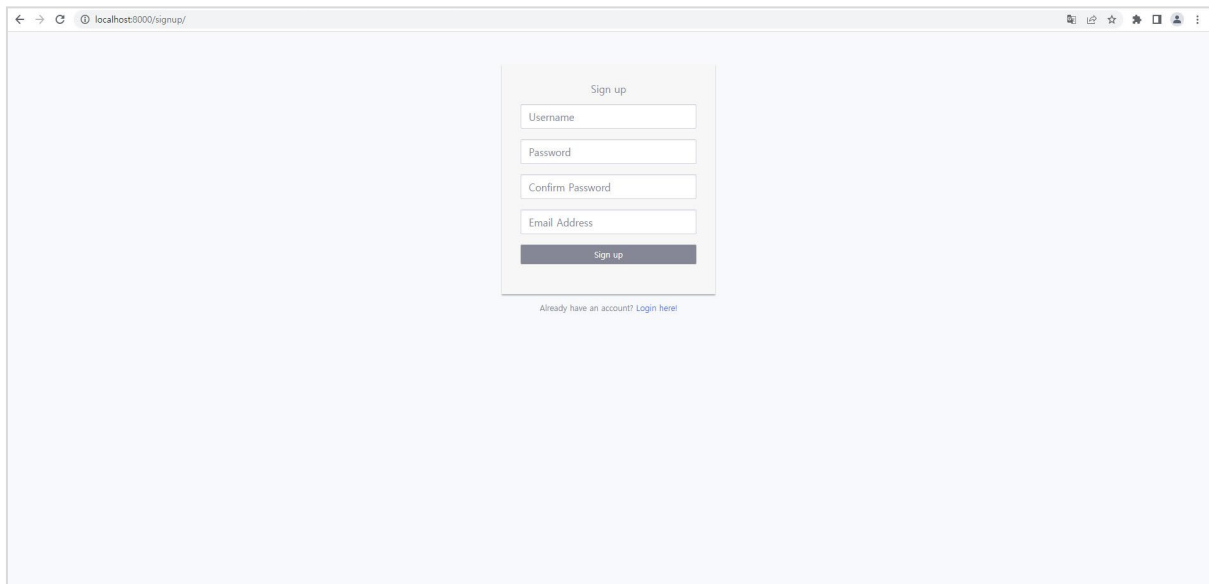 localhost:8000/signup/
Sign up
Username
Password
Confirm Password
Email Address
Sign up
Already have an account? Login here!